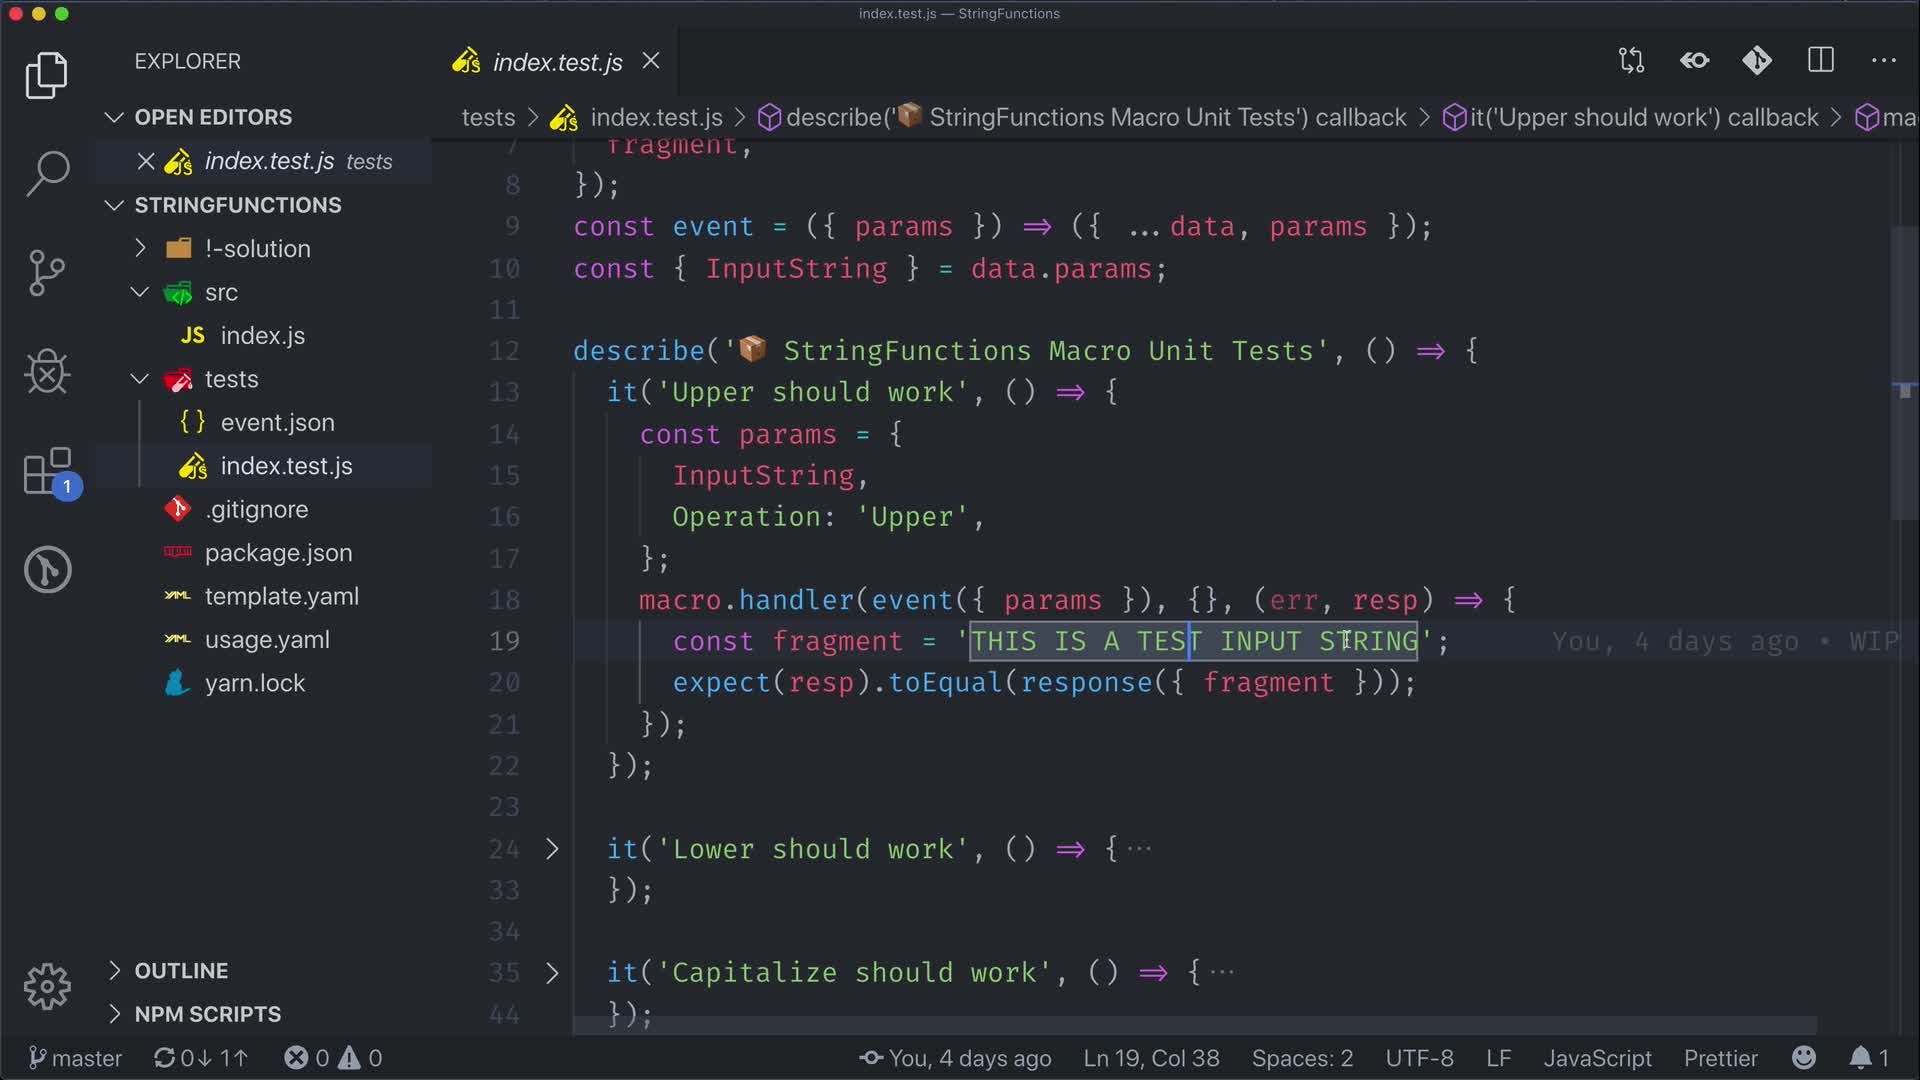 index.test.js — StringFunctions
EXPLORER
index.test.js
OPEN EDITORS
tests > index.test.js > describe('📦 StringFunctions Macro Unit Tests') callback > it('Upper should work') callback > ma
index.test.js tests
STRINGFUNCTIONS
!-solution
src
JS index.js
tests
{ } event.json
index.test.js
.gitignore
package.json
YAML template.yaml
YAML usage.yaml
yarn.lock
OUTLINE
NPM SCRIPTS
1
7 fragment,
8 });
9 const event = ({ params }) => ({ ...data, params });
10 const { InputString } = data.params;
11
12 describe('📦 StringFunctions Macro Unit Tests', () => {
13 it('Upper should work', () => {
14 const params = {
15 InputString,
16 Operation: 'Upper',
17 };
18 macro.handler(event({ params }), {}, (err, resp) => {
19 const fragment = 'THIS IS A TEST INPUT STRING'; You, 4 days ago • WIP
20 expect(resp).toEqual(response({ fragment }));
21 });
22 });
23
24 it('Lower should work', () => {···
33 });
34
35 it('Capitalize should work', () => {···
44 });
master 0↓ 1↑ 0 0 You, 4 days ago Ln 19, Col 38 Spaces: 2 UTF-8 LF JavaScript Prettier 1